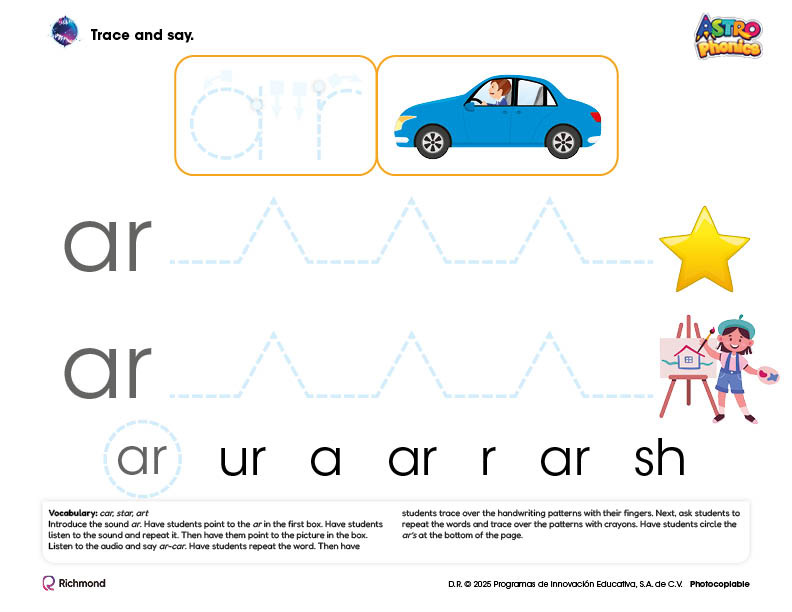 Trace and say.
ASTRO
Phonics
ar
ar
ar
ar ur a ar r ar sh
Vocabulary: car, star, art
Introduce the sound ar. Have students point to the ar in the first box. Have students
listen to the sound and repeat it. Then have them point to the picture in the box.
Listen to the audio and say ar-car. Have students repeat the word. Then have
students trace over the handwriting patterns with their fingers. Next, ask students to
repeat the words and trace over the patterns with crayons. Have students circle the
ar's at the bottom of the page.
Richmond
D.R. © 2025 Programas de Innovación Educativa, S.A. de C.V. Photocopiable